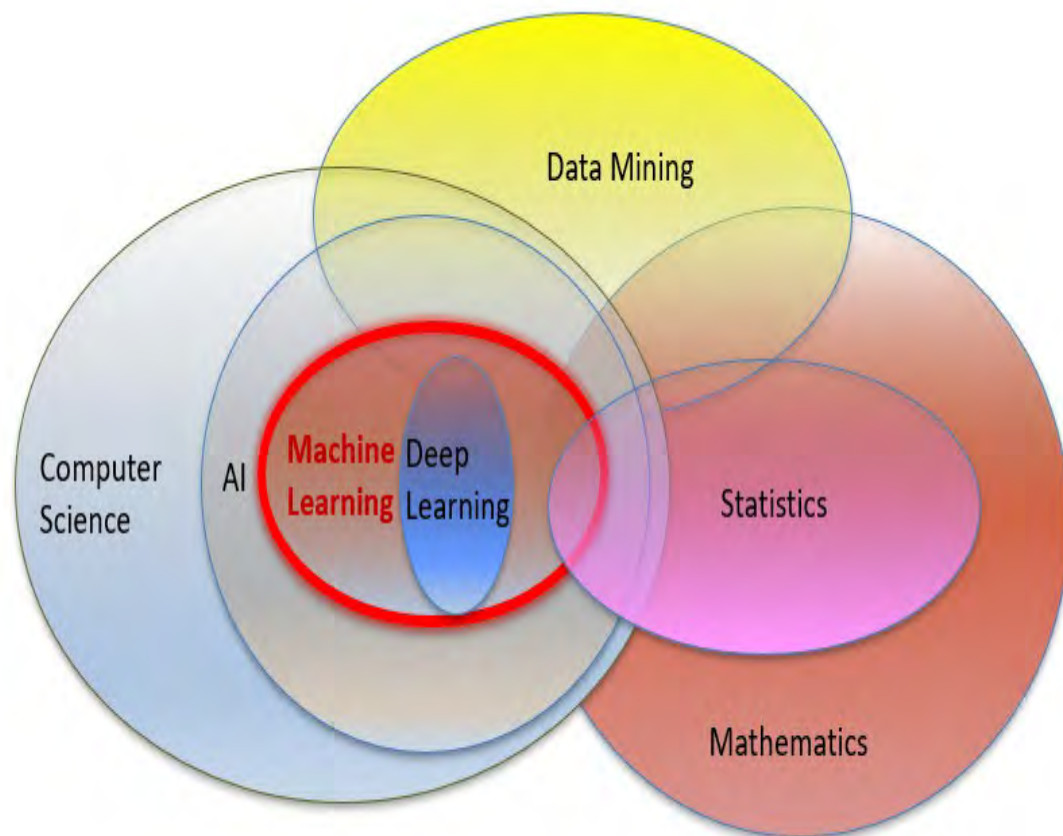 Data Mining
Computer
Science
AI
Machine
Learning
Deep
Learning
Statistics
Mathematics